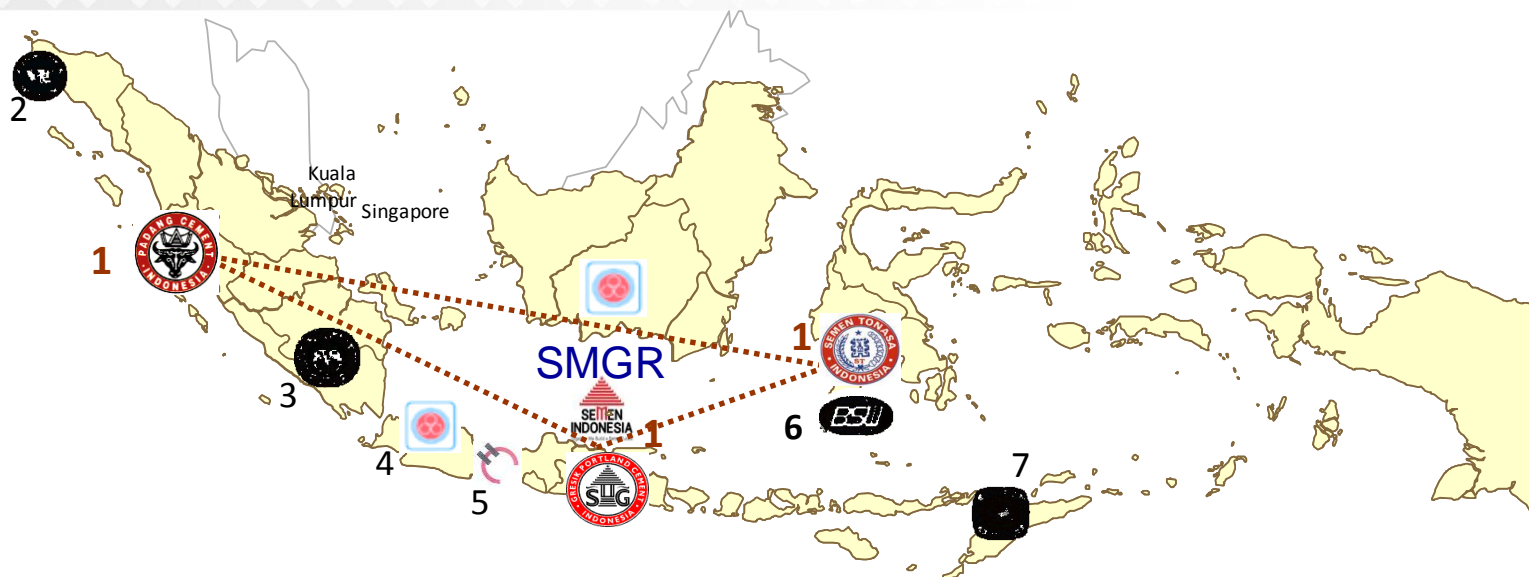 2
Kuala
Lumpur
Singapore
PADANG CEMENT
INDONESIA
1
SEMEN TONASA
ST
INDONESIA
1
SMGR
3
SEMEN
INDONESIA
1
6
4
5
GRESIK PORTLAND CEMENT
SG
INDONESIA
7